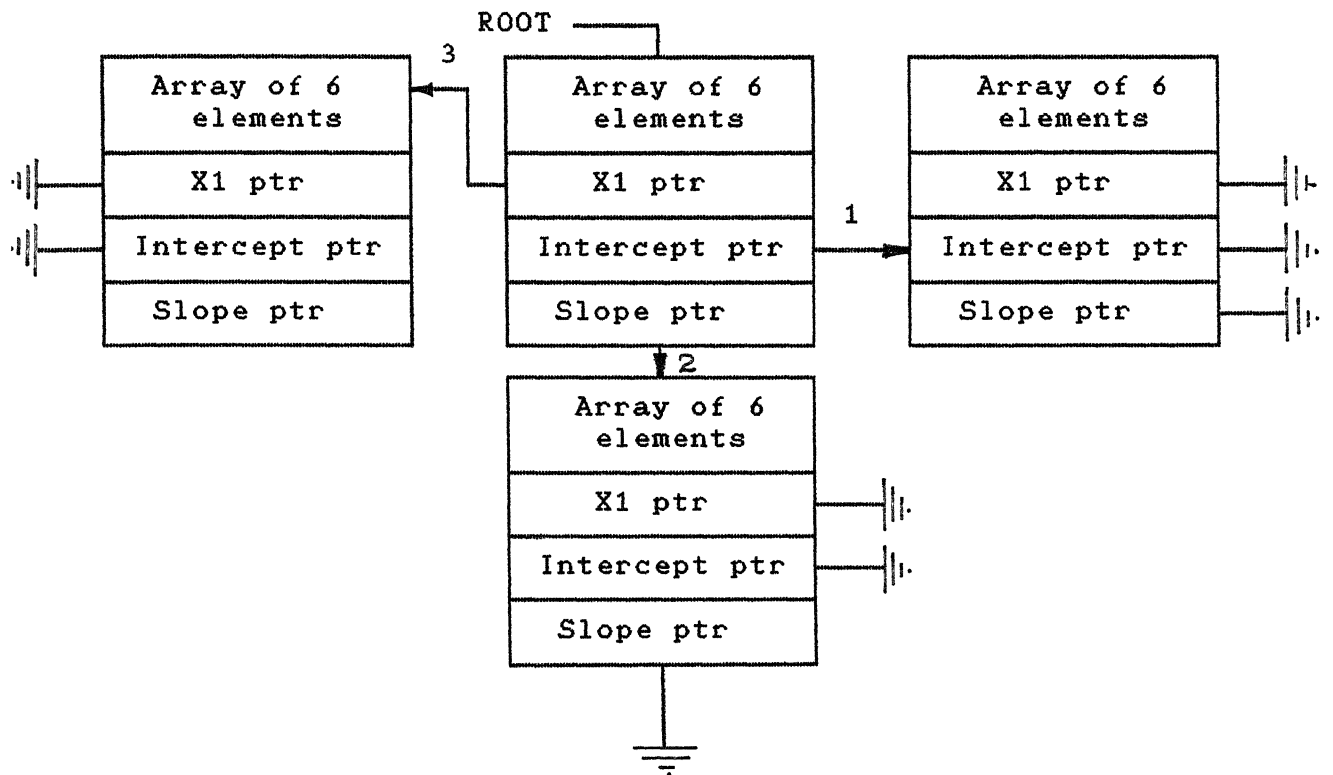 ROOT
3
Array of 6
elements
X1 ptr
Intercept ptr
Slope ptr
Array of 6
elements
X1 ptr
Intercept ptr
Slope ptr
1
Array of 6
elements
X1 ptr
Intercept ptr
Slope ptr
2
Array of 6
elements
X1 ptr
Intercept ptr
Slope ptr